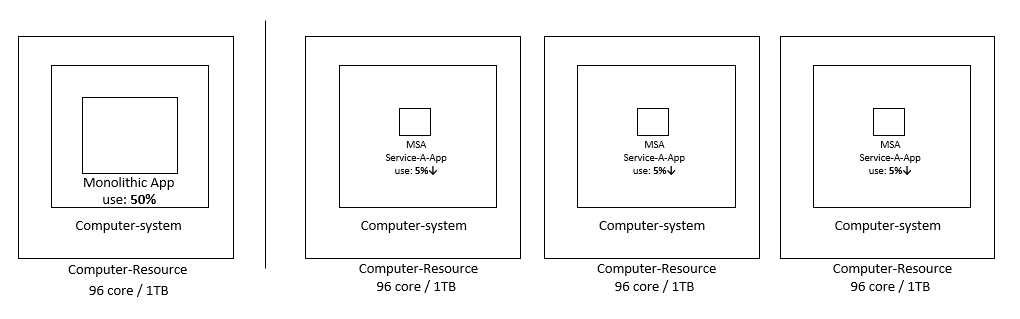 Monolithic App
use: 50%
Computer-system
Computer-Resource
96 core / 1TB
MSA
Service-A-App
use: 5%↓
Computer-system
Computer-Resource
96 core / 1TB
MSA
Service-A-App
use: 5%↓
Computer-system
Computer-Resource
96 core / 1TB
MSA
Service-A-App
use: 5%↓
Computer-system
Computer-Resource
96 core / 1TB